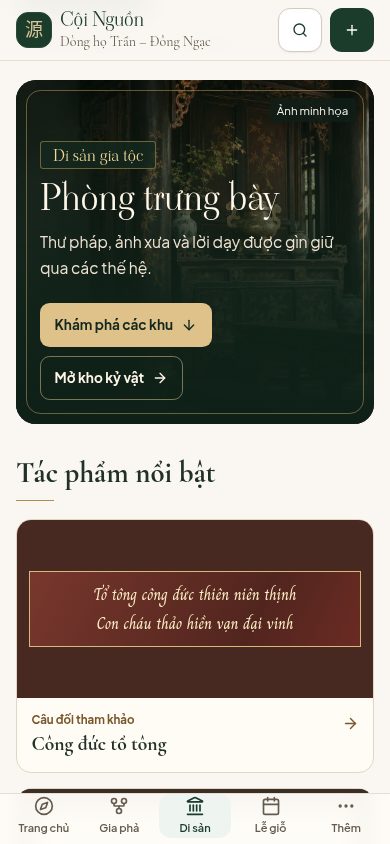 源
Cội Nguồn
Dòng họ Trần – Đông Ngạc
Ảnh minh họa
Di sản gia tộc
Phòng trưng bày
Thư pháp, ảnh xưa và lời dạy được gìn giữ
qua các thế hệ.
Khám phá các khu
Mở kho kỷ vật
Tác phẩm nổi bật
Tổ tông công đức thiên niên thịnh
Con cháu thảo hiền vạn đại vinh
Câu đối tham khảo
Công đức tổ tông
Trang chủ
Gia phả
Di sản
Lễ giỗ
Thêm